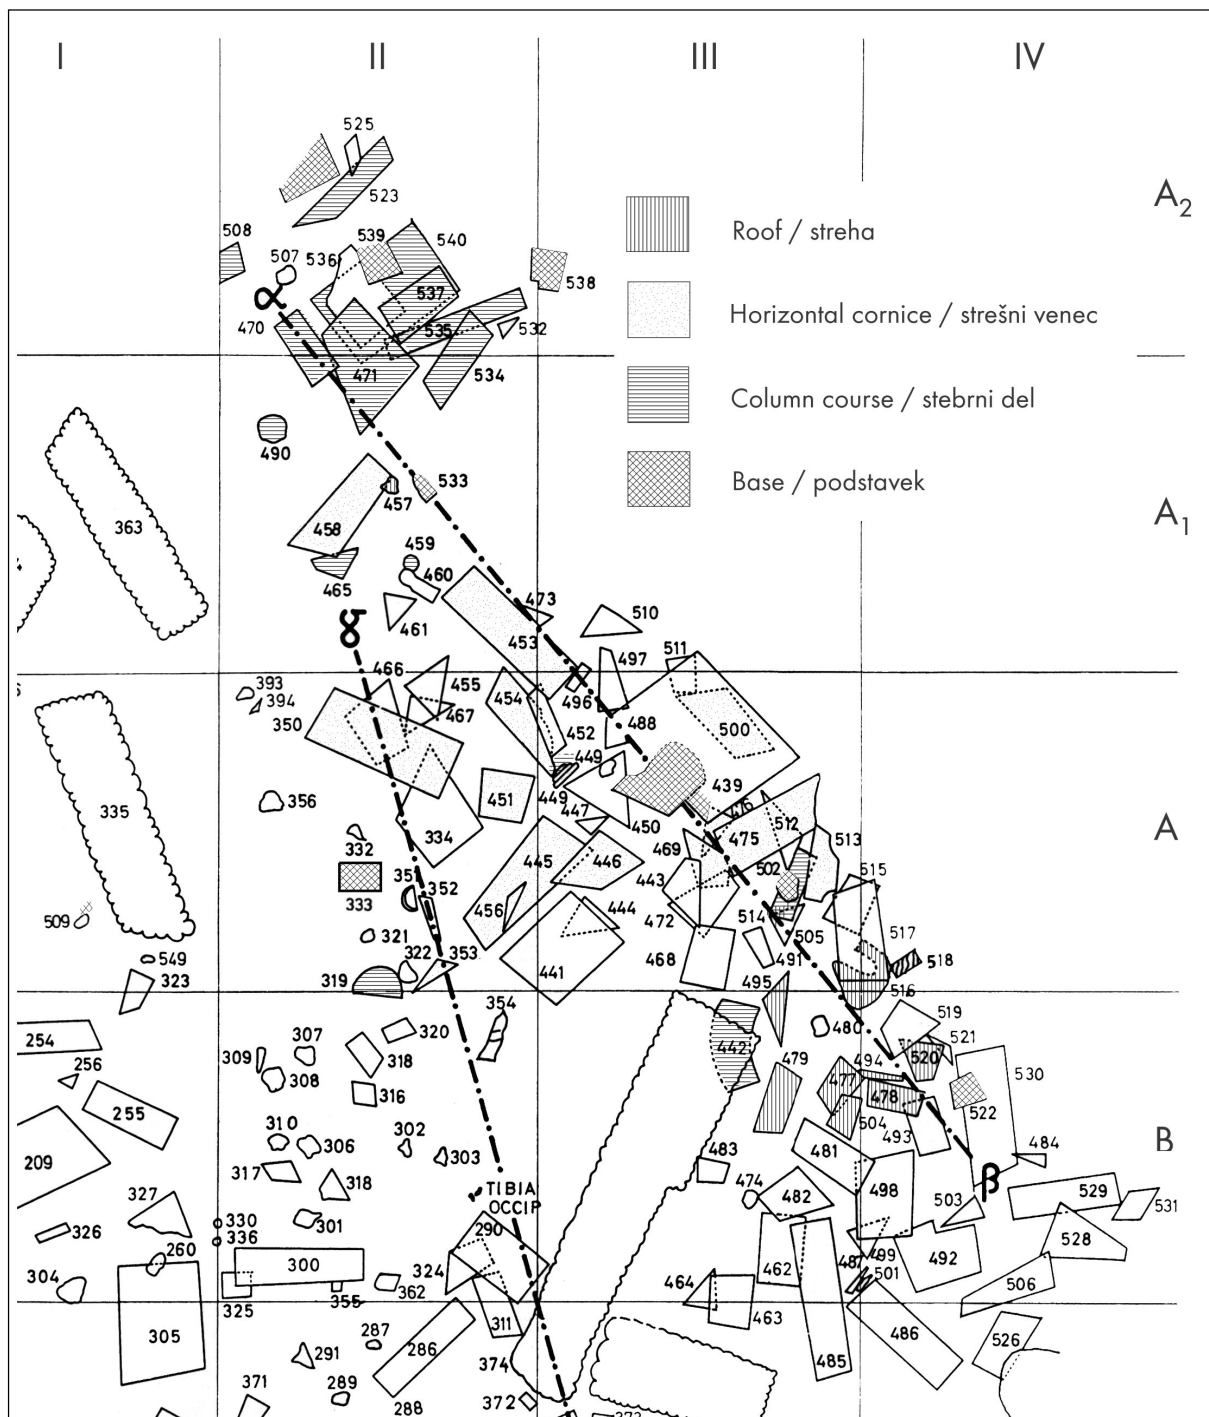 I II III IV
525
A2
523
508 539 540
507 536
Roof / streha
538
537
Horizontal cornice / strešni venec
α
470 535 532
471 534
Column course / stebrni del
490
533
457
Base / podstavek
458
363
A1
459
465 460
473 510
461
453
511
497
466
455
393
394
454
496
350 467
452 488 500
449
335 356 451 449 439
447 450 476
334 475 512 A
332 469 513
445 446 502
351 352 443 515
333 456 444 472
509 514 517
321 505
322 353 468 491 518
549 441
319
323 495 516
354
254 307 320 519
480
309 318 442 521
256 308 479 494 520
477 530
316 478
255 522
310 302 504 493
306
209 303 483 481 484 B
317 318 474
TIBIA
OCCIP
327 482 498 503 β 529
531
330 301 290
326 336
260 528
300 499 492
304 324 462 501
464 506
325 355 362
463
305 311 486 526
287
286
291 374 485
289
371 372
288
373